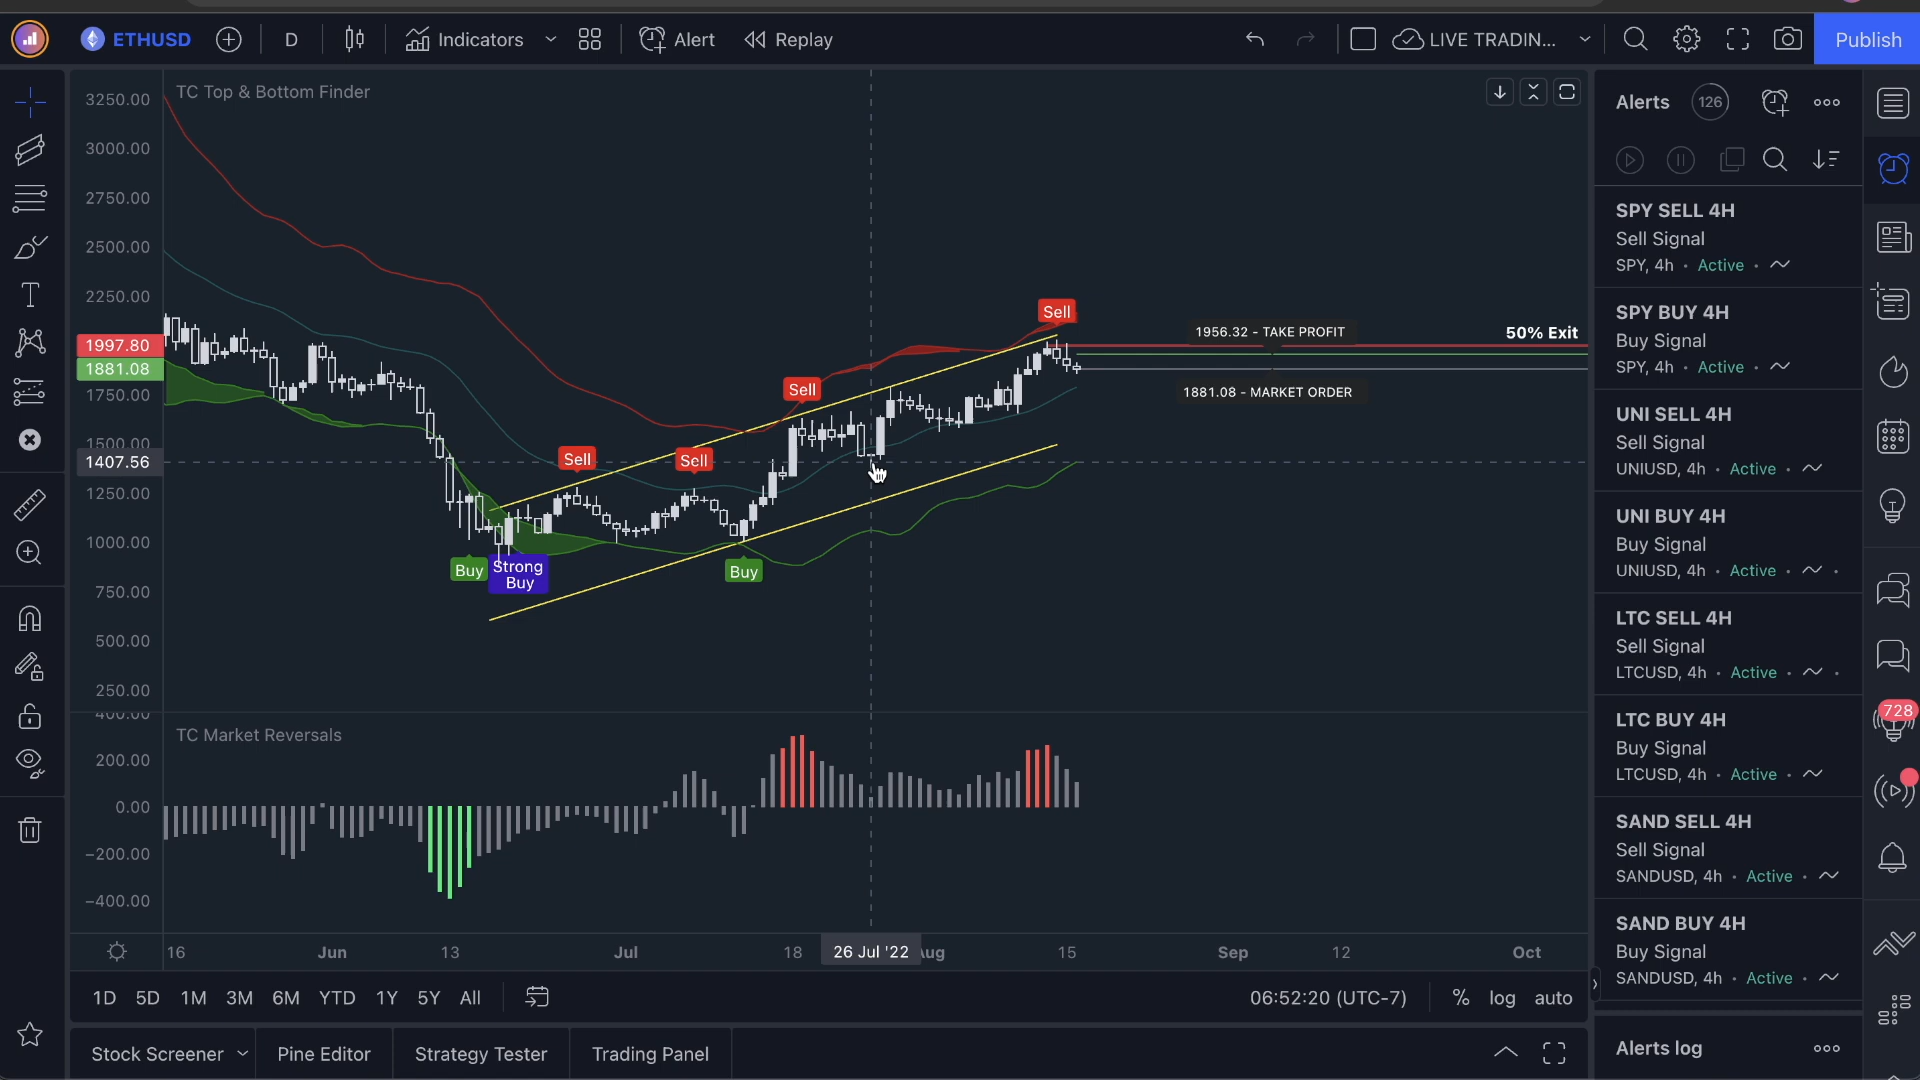 ETHUSD D Indicators Alert Replay LIVE TRADIN... Publish
TC Top & Bottom Finder
3250.00
3000.00
2750.00
2500.00
2250.00
1997.80
1881.08
1750.00
1500.00
1407.56
1250.00
1000.00
750.00
500.00
250.00
Sell
Sell
Sell
Sell
Buy
Strong
Buy
Buy
1956.32 - TAKE PROFIT
50% Exit
1881.08 - MARKET ORDER
400.00
TC Market Reversals
200.00
0.00
−200.00
−400.00
16 Jun 13 Jul 18 26 Jul '22 Aug 15 Sep 12 Oct
1D 5D 1M 3M 6M YTD 1Y 5Y All 06:52:20 (UTC-7) % log auto
Stock Screener Pine Editor Strategy Tester Trading Panel
Alerts 126
SPY SELL 4H
Sell Signal
SPY, 4h • Active •
SPY BUY 4H
Buy Signal
SPY, 4h • Active •
UNI SELL 4H
Sell Signal
UNIUSD, 4h • Active •
UNI BUY 4H
Buy Signal
UNIUSD, 4h • Active • •
LTC SELL 4H
Sell Signal
LTCUSD, 4h • Active • •
LTC BUY 4H
Buy Signal
LTCUSD, 4h • Active •
SAND SELL 4H
Sell Signal
SANDUSD, 4h • Active •
SAND BUY 4H
Buy Signal
SANDUSD, 4h • Active •
Alerts log
728